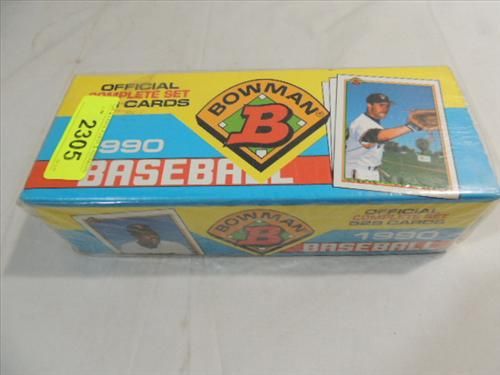 OFFICIAL
COMPLETE SET
CARDS
2305
1990
BASEBALL
BOWMAN
B
BOWMAN
B
OFFICIAL
COMPLETE SET
528 CARDS
1990
BASEBALL